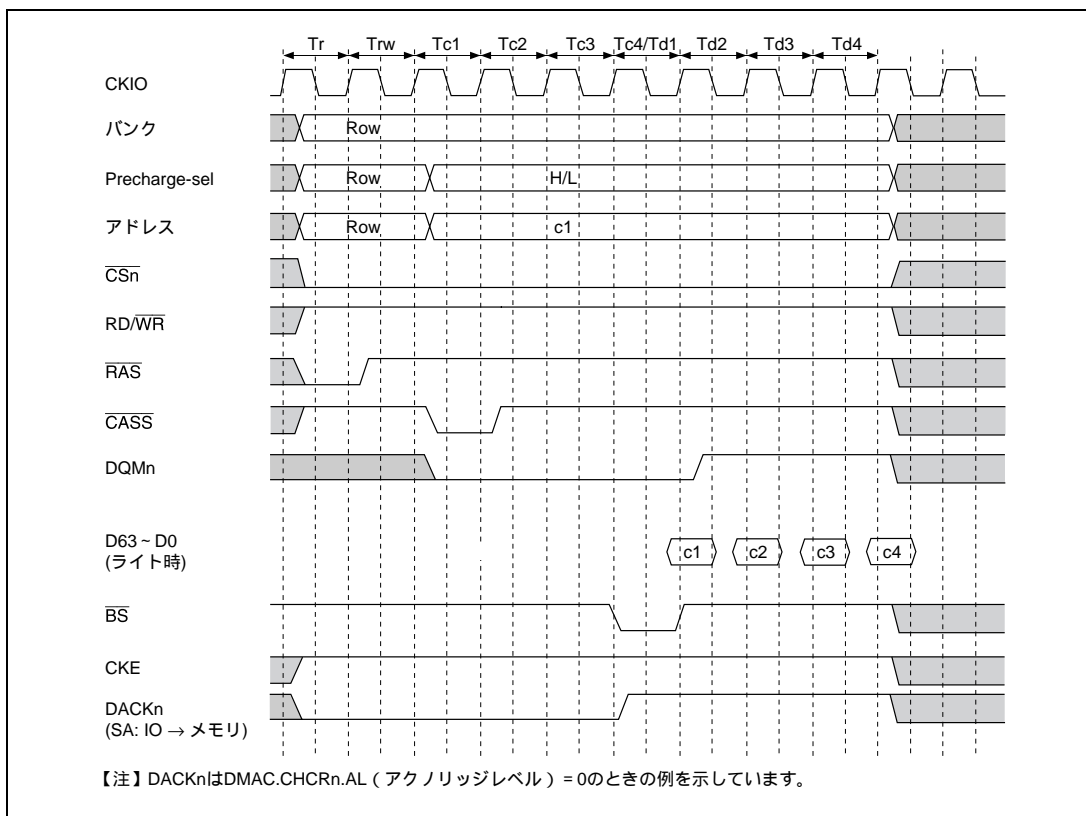 Tr Trw Tc1 Tc2 Tc3 Tc4/Td1 Td2 Td3 Td4
CKIO
バンク Row
Precharge-sel Row H/L
アドレス Row c1
CSn
RD/WR
RAS
CASS
DQMn
D63～D0
(ライト時) c1 c2 c3 c4
BS
CKE
DACKn
(SA: IO → メモリ)
【注】DACKnはDMAC.CHCRn.AL（アクノリッジレベル）= 0のときの例を示しています。